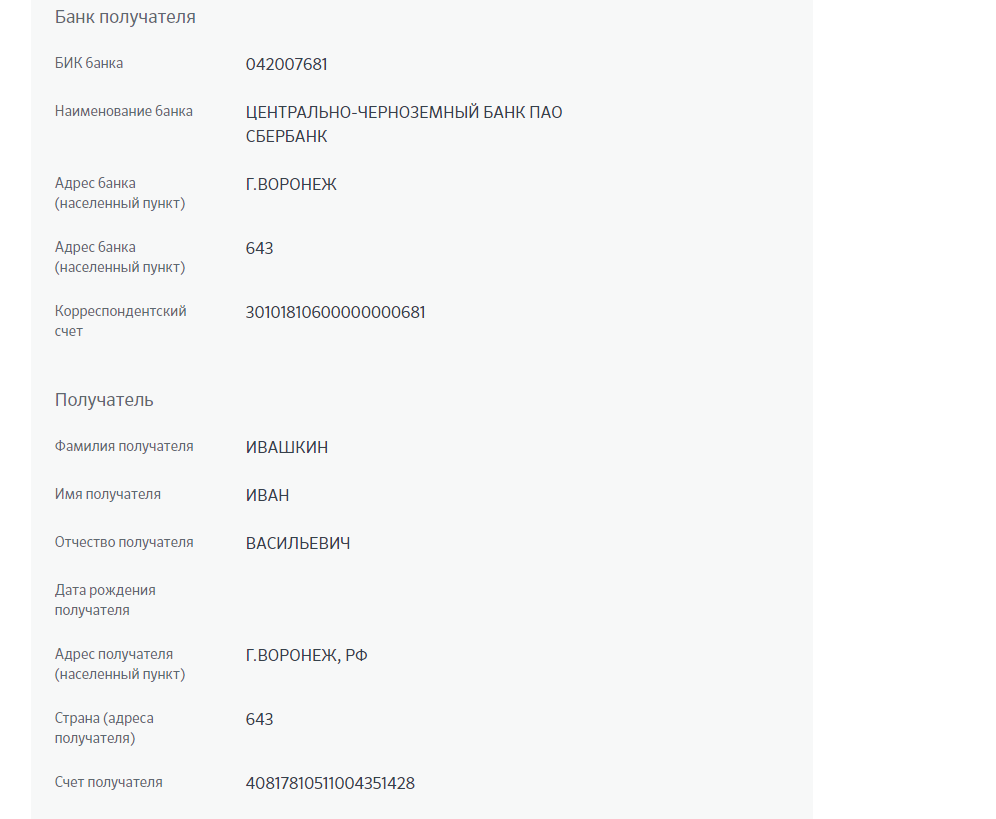 Банк получателя
БИК банка 042007681
Наименование банка ЦЕНТРАЛЬНО-ЧЕРНОЗЕМНЫЙ БАНК ПАО
СБЕРБАНК
Адрес банка Г.ВОРОНЕЖ
(населенный пункт)
Адрес банка 643
(населенный пункт)
Корреспондентский 30101810600000000681
счет
Получатель
Фамилия получателя ИВАШКИН
Имя получателя ИВАН
Отчество получателя ВАСИЛЬЕВИЧ
Дата рождения
получателя
Адрес получателя Г.ВОРОНЕЖ, РФ
(населенный пункт)
Страна (адреса 643
получателя)
Счет получателя 40817810511004351428